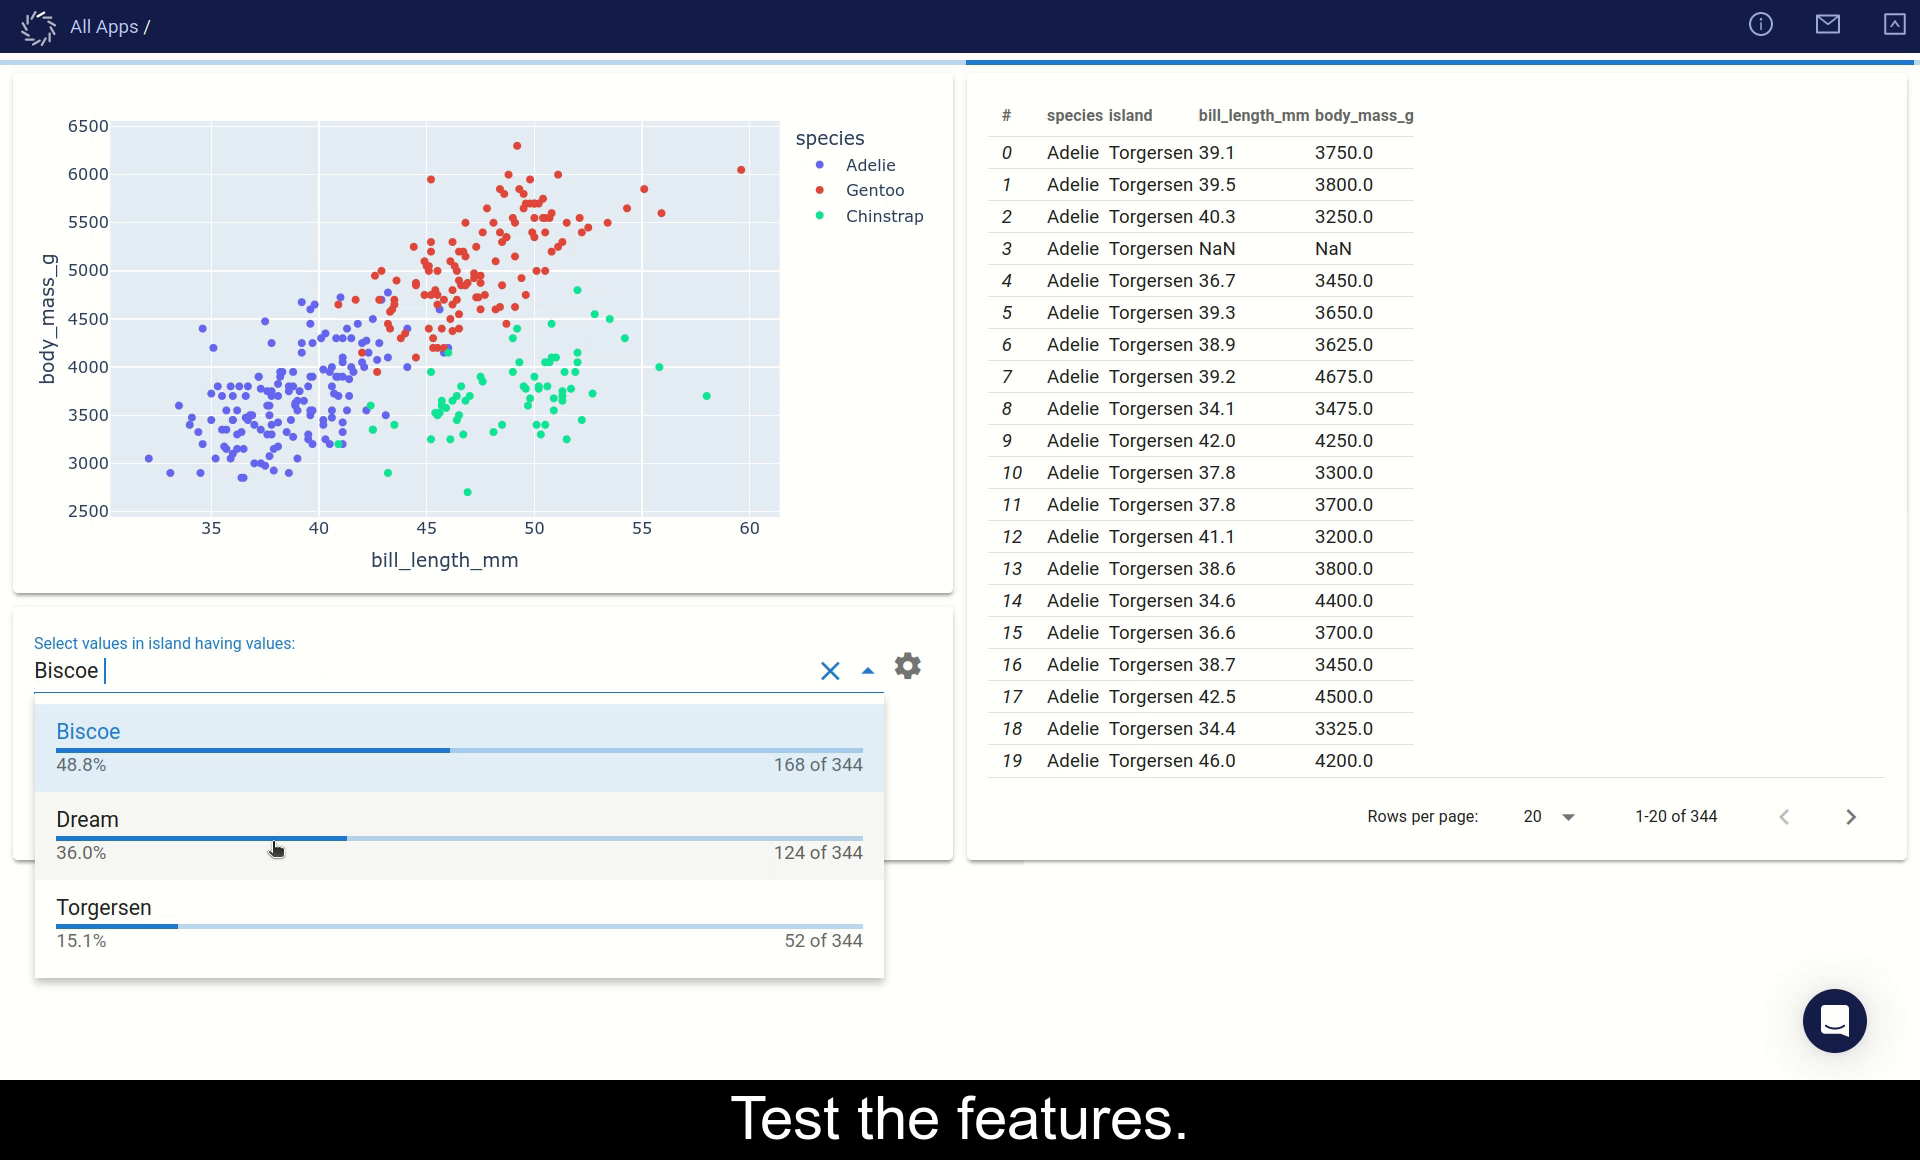 All Apps /
6500
6000
5500
5000
4500
4000
3500
3000
2500
body_mass_g
35 40 45 50 55 60
bill_length_mm
species
Adelie
Gentoo
Chinstrap
Select values in island having values:
Biscoe
Biscoe
48.8% 168 of 344
Dream
36.0% 124 of 344
Torgersen
15.1% 52 of 344
# species island bill_length_mm body_mass_g
0 Adelie Torgersen 39.1 3750.0
1 Adelie Torgersen 39.5 3800.0
2 Adelie Torgersen 40.3 3250.0
3 Adelie Torgersen NaN NaN
4 Adelie Torgersen 36.7 3450.0
5 Adelie Torgersen 39.3 3650.0
6 Adelie Torgersen 38.9 3625.0
7 Adelie Torgersen 39.2 4675.0
8 Adelie Torgersen 34.1 3475.0
9 Adelie Torgersen 42.0 4250.0
10 Adelie Torgersen 37.8 3300.0
11 Adelie Torgersen 37.8 3700.0
12 Adelie Torgersen 41.1 3200.0
13 Adelie Torgersen 38.6 3800.0
14 Adelie Torgersen 34.6 4400.0
15 Adelie Torgersen 36.6 3700.0
16 Adelie Torgersen 38.7 3450.0
17 Adelie Torgersen 42.5 4500.0
18 Adelie Torgersen 34.4 3325.0
19 Adelie Torgersen 46.0 4200.0
Rows per page: 20 1-20 of 344
Test the features.